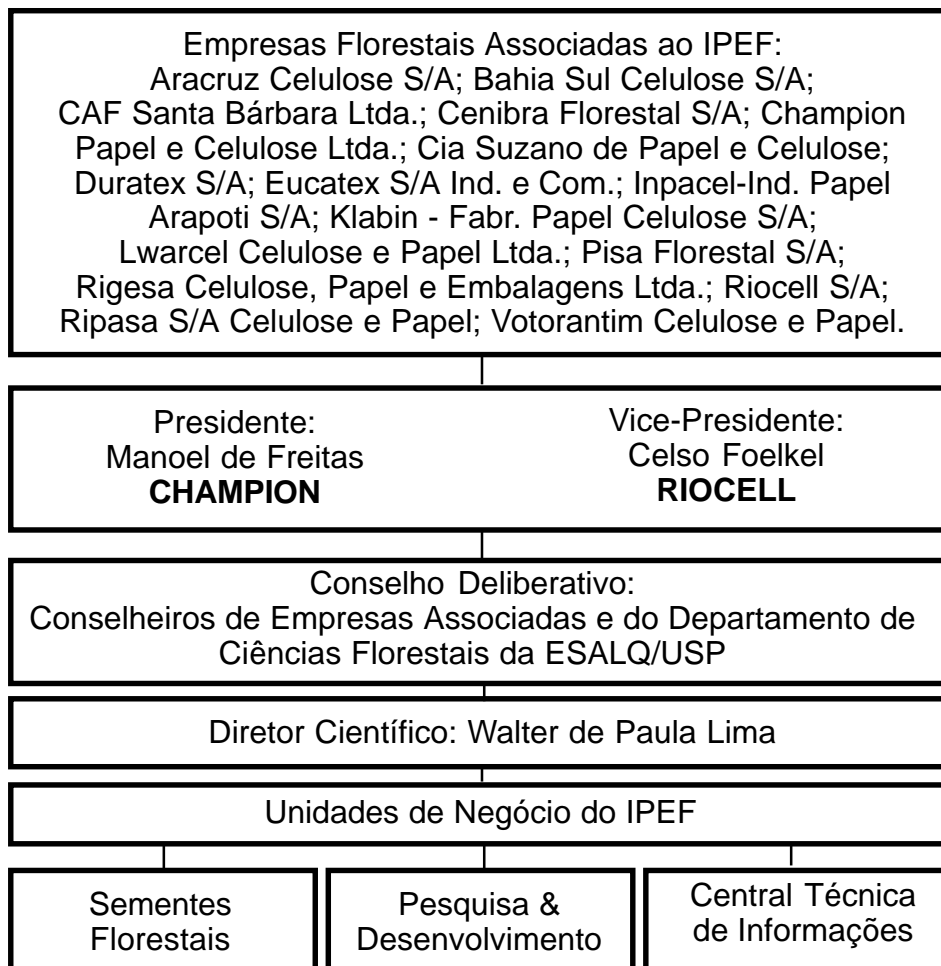 Empresas Florestais Associadas ao IPEF:
Aracruz Celulose S/A; Bahia Sul Celulose S/A;
CAF Santa Bárbara Ltda.; Cenibra Florestal S/A; Champion
Papel e Celulose Ltda.; Cia Suzano de Papel e Celulose;
Duratex S/A; Eucatex S/A Ind. e Com.; Inpacel-Ind. Papel
Arapoti S/A; Klabin - Fabr. Papel Celulose S/A;
Lwarcel Celulose e Papel Ltda.; Pisa Florestal S/A;
Rigesa Celulose, Papel e Embalagens Ltda.; Riocell S/A;
Ripasa S/A Celulose e Papel; Votorantim Celulose e Papel.
Presidente:
Manoel de Freitas
CHAMPION
Vice-Presidente:
Celso Foelkel
RIOCELL
Conselho Deliberativo:
Conselheiros de Empresas Associadas e do Departamento de
Ciências Florestais da ESALQ/USP
Diretor Científico: Walter de Paula Lima
Unidades de Negócio do IPEF
Sementes
Florestais
Pesquisa &
Desenvolvimento
Central Técnica
de Informações